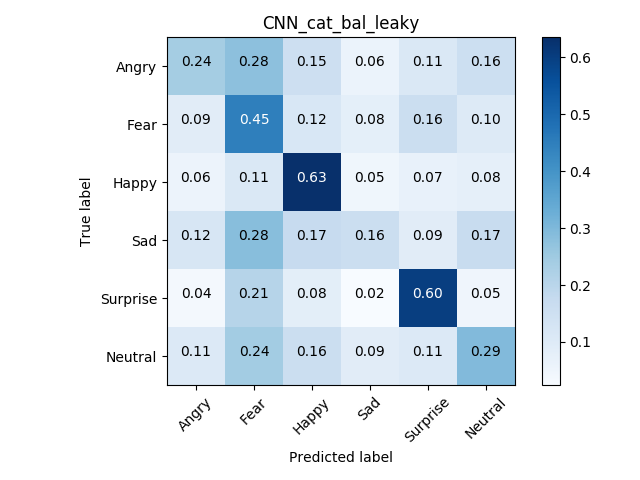 CNN_cat_bal_leaky
True label
Angry 0.24 0.28 0.15 0.06 0.11 0.16
Fear 0.09 0.45 0.12 0.08 0.16 0.10
Happy 0.06 0.11 0.63 0.05 0.07 0.08
Sad 0.12 0.28 0.17 0.16 0.09 0.17
Surprise 0.04 0.21 0.08 0.02 0.60 0.05
Neutral 0.11 0.24 0.16 0.09 0.11 0.29
Angry Fear Happy Sad Surprise Neutral
Predicted label
0.6
0.5
0.4
0.3
0.2
0.1